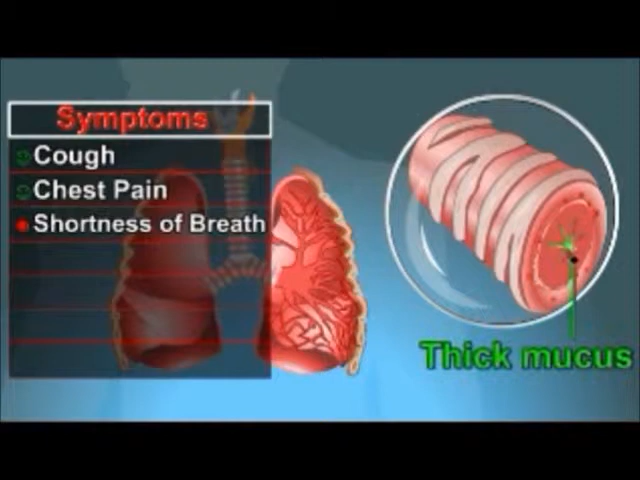 Symptoms
Cough
Chest Pain
Shortness of Breath
Thick mucus